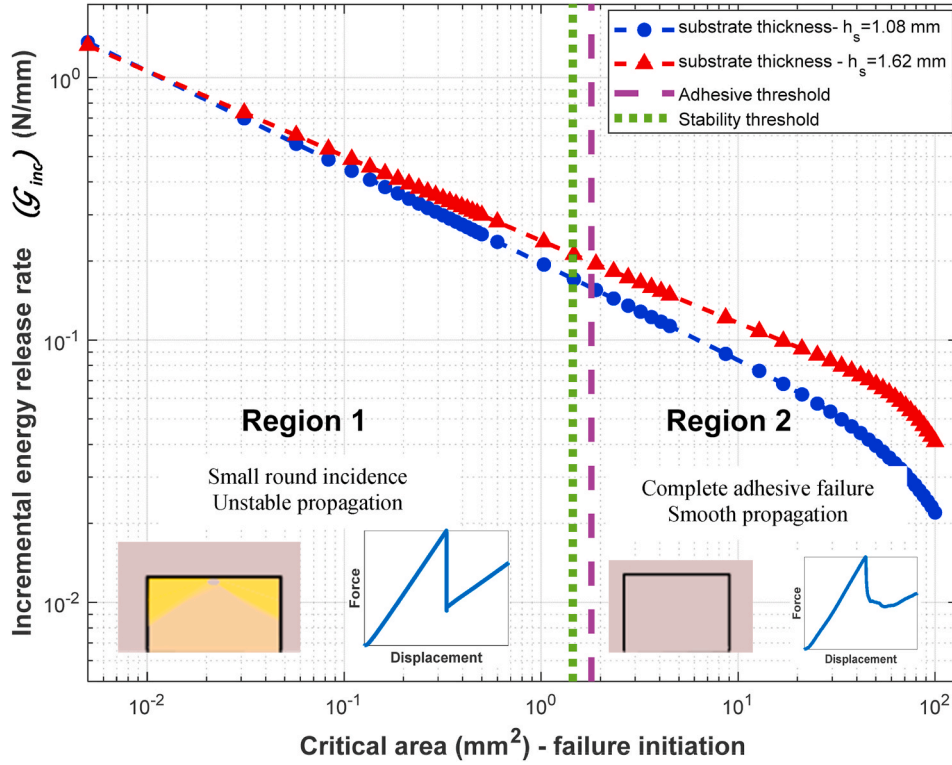 substrate thickness- h_s=1.08 mm
substrate thickness - h_s=1.62 mm
Adhesive threshold
Stability threshold
Incremental energy release rate (𝒢_inc) (N/mm)
10^0
10^-1
10^-2
Region 1
Small round incidence
Unstable propagation
Force
Displacement
Region 2
Complete adhesive failure
Smooth propagation
Force
Displacement
10^-2
10^-1
10^0
10^1
10^2
Critical area (mm^2) - failure initiation